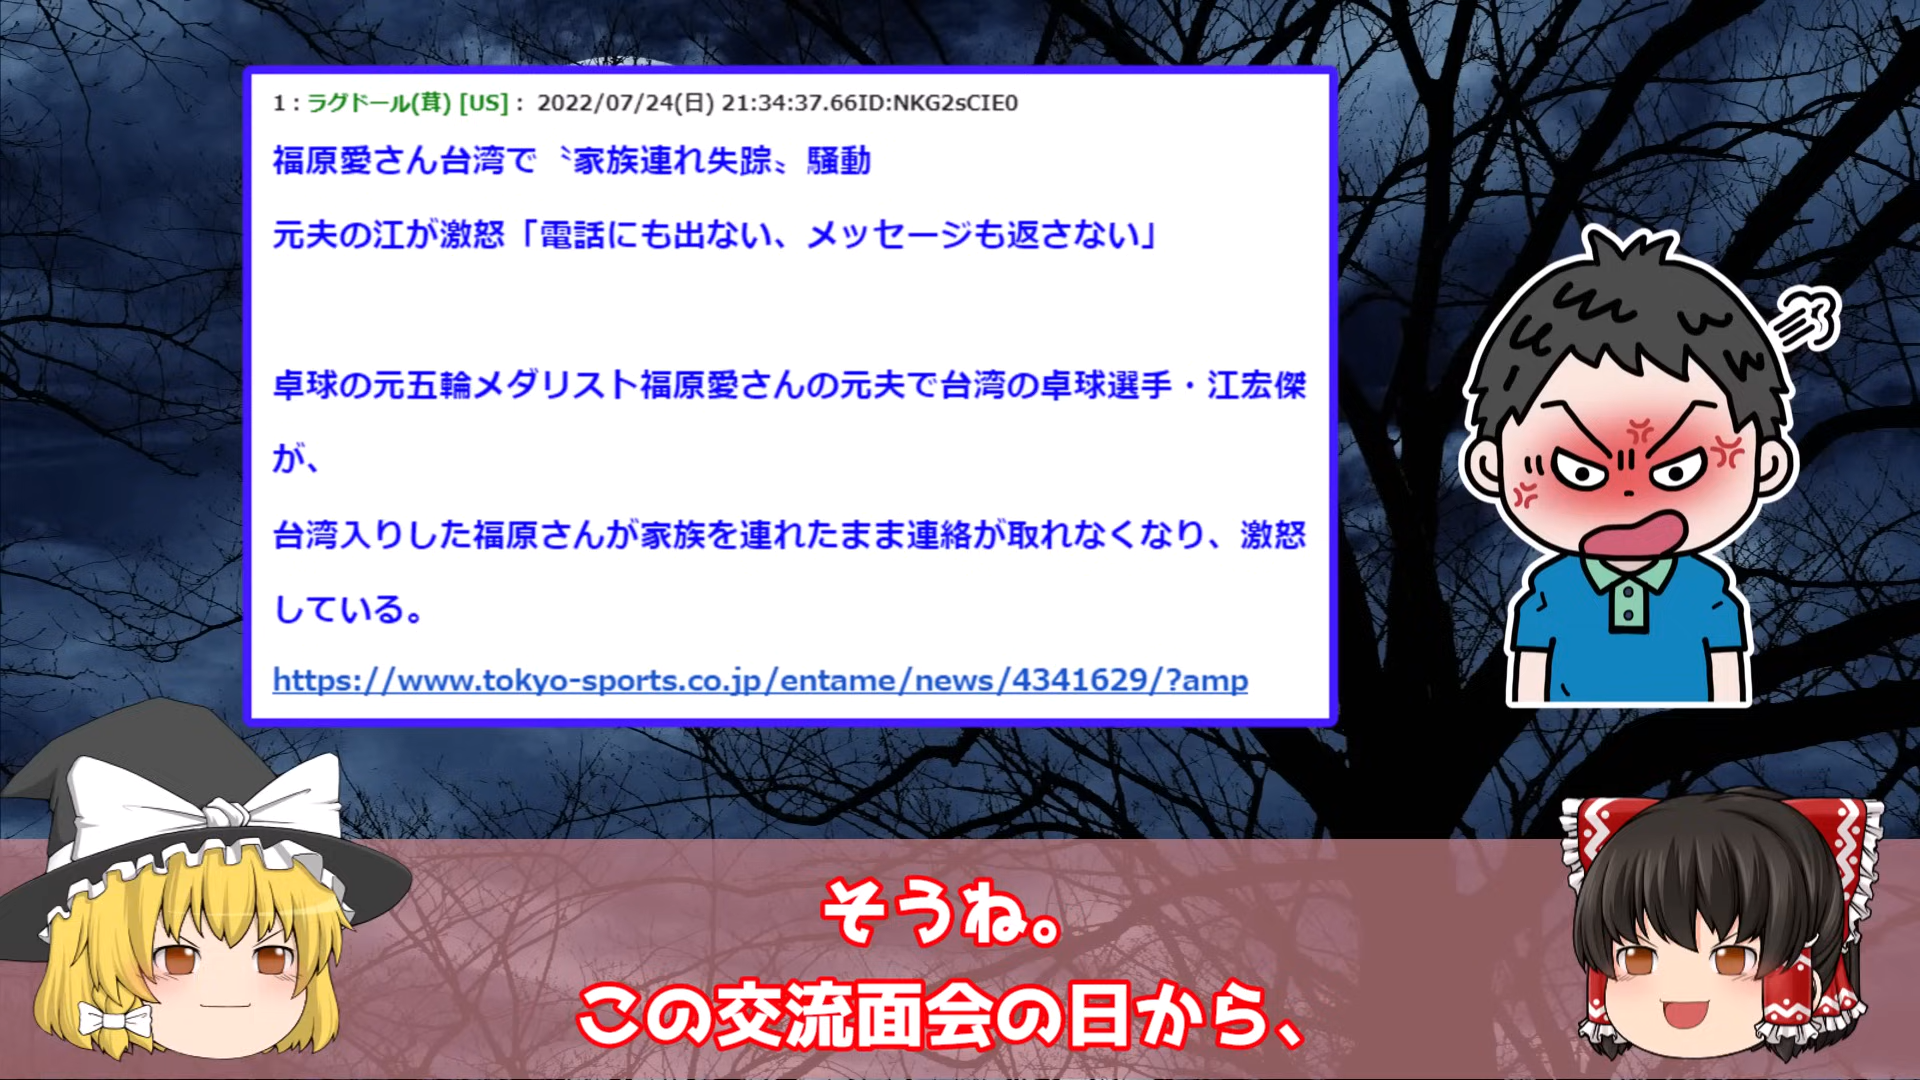 1：ラグドール(茸) [US]： 2022/07/24(日) 21:34:37.66ID:NKG2sCIE0
福原愛さん台湾で〝家族連れ失踪〟騒動
元夫の江が激怒「電話にも出ない、メッセージも返さない」
卓球の元五輪メダリスト福原愛さんの元夫で台湾の卓球選手・江宏傑
が、
台湾入りした福原さんが家族を連れたまま連絡が取れなくなり、激怒
している。
https://www.tokyo-sports.co.jp/entame/news/4341629/?amp
そうね。
この交流面会の日から、